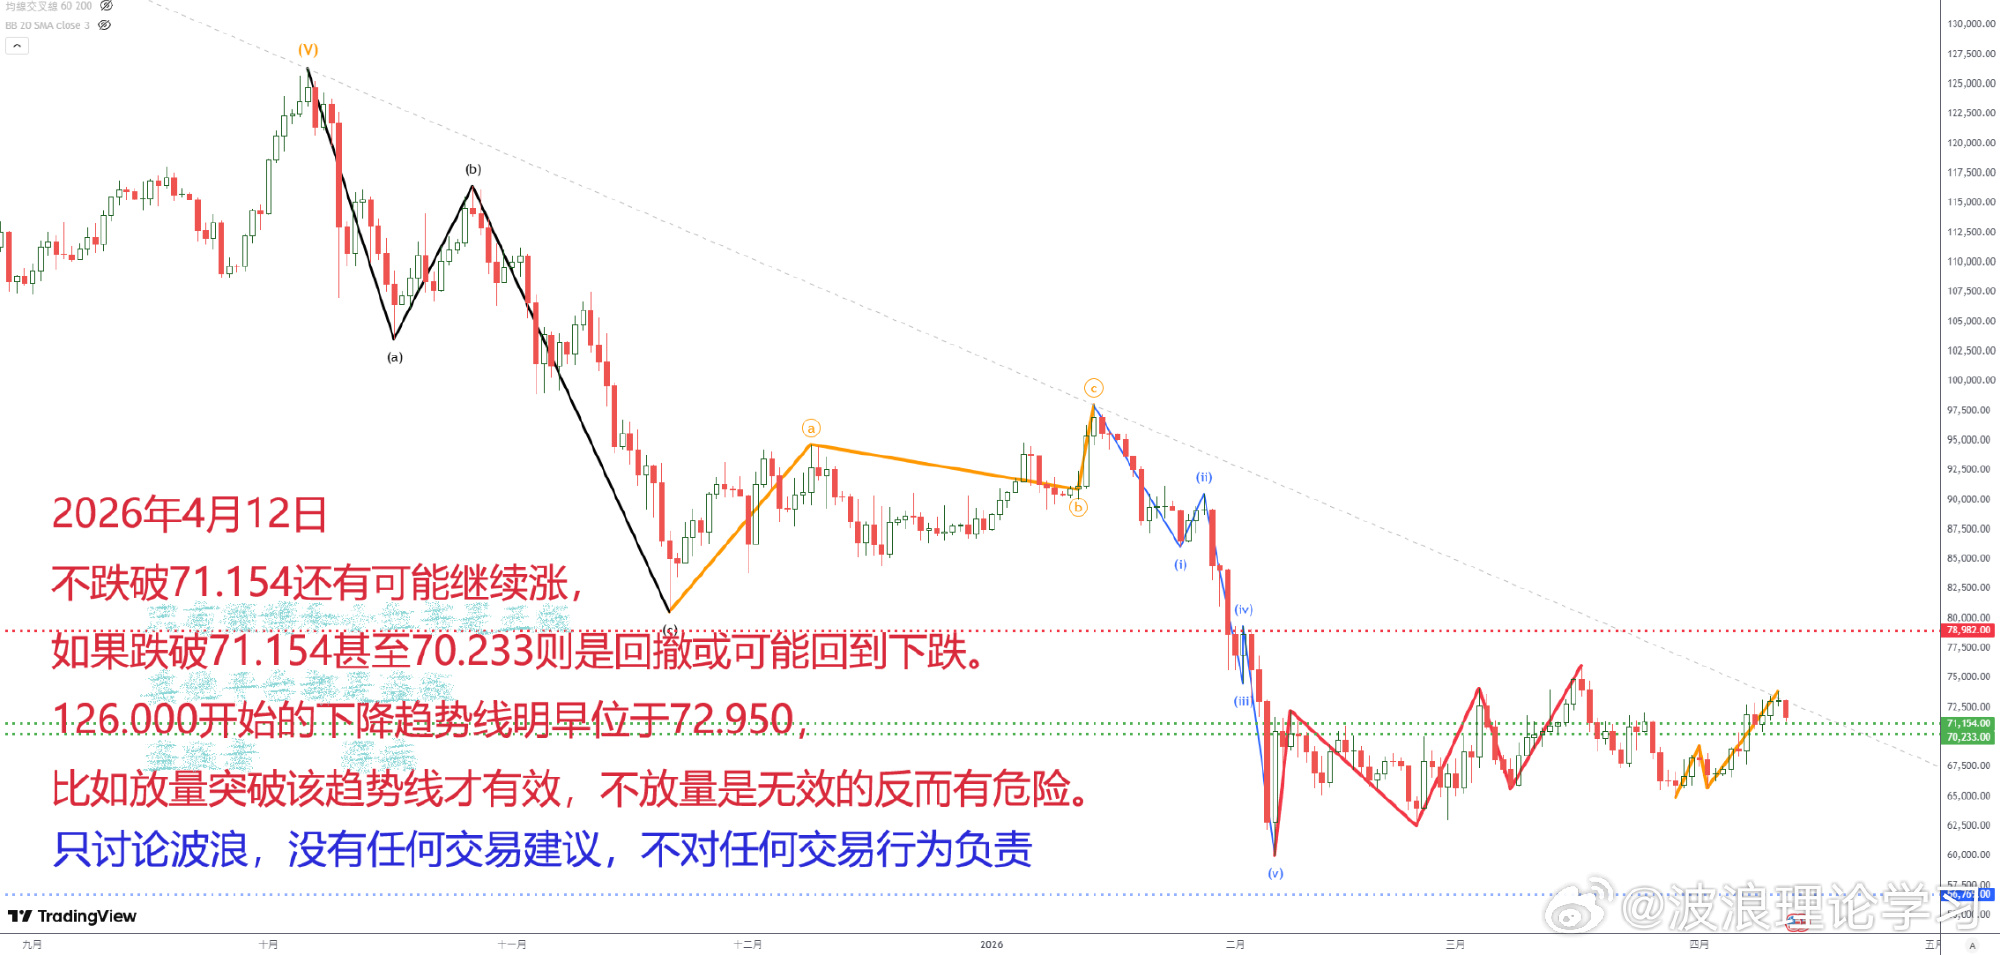 均線交叉線 60 200
BB 20 SMA close 3
(V)
(b)
(a)
(c)
a
b
c
(i)
(ii)
(iii)
(iv)
(v)
2026年4月12日
不跌破71.154还有可能继续涨，
如果跌破71.154甚至70.233则是回撤或可能回到下跌。
126.000开始的下降趋势线明早位于72.950，
比如放量突破该趋势线才有效，不放量是无效的反而有危险。
只讨论波浪，没有任何交易建议，不对任何交易行为负责
130,000.00
127,500.00
125,000.00
122,500.00
120,000.00
117,500.00
115,000.00
112,500.00
110,000.00
107,500.00
105,000.00
102,500.00
100,000.00
97,500.00
95,000.00
92,500.00
90,000.00
87,500.00
85,000.00
82,500.00
80,000.00
78,982.00
77,500.00
75,000.00
72,500.00
71,154.00
70,233.00
67,500.00
65,000.00
62,500.00
60,000.00
57,500.00
TradingView
@波浪理论学习
九月
十月
十一月
十二月
2026
二月
三月
四月
A